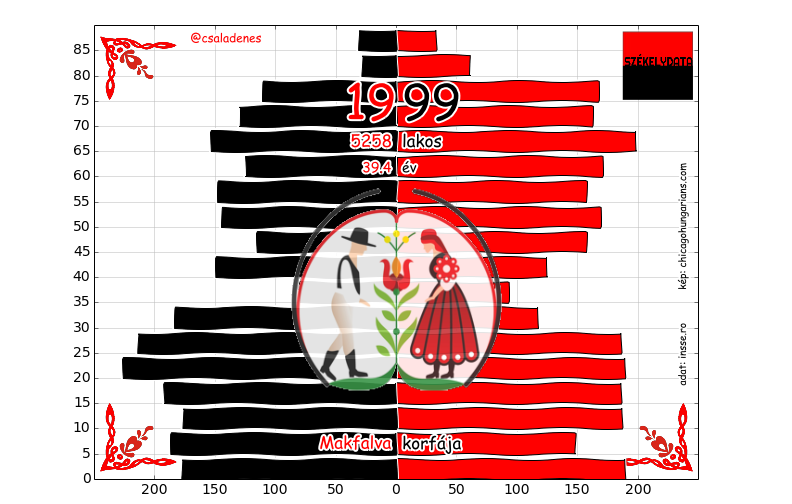 @csaladenes
SZÉKELYDATA
1999
5258 lakos
39.4 év
kép: chicagohungarians.com
adat: insse.ro
Makfalva korfája
85
80
75
70
65
60
55
50
45
40
35
30
25
20
15
10
5
0
200 150 100 50 0 50 100 150 200